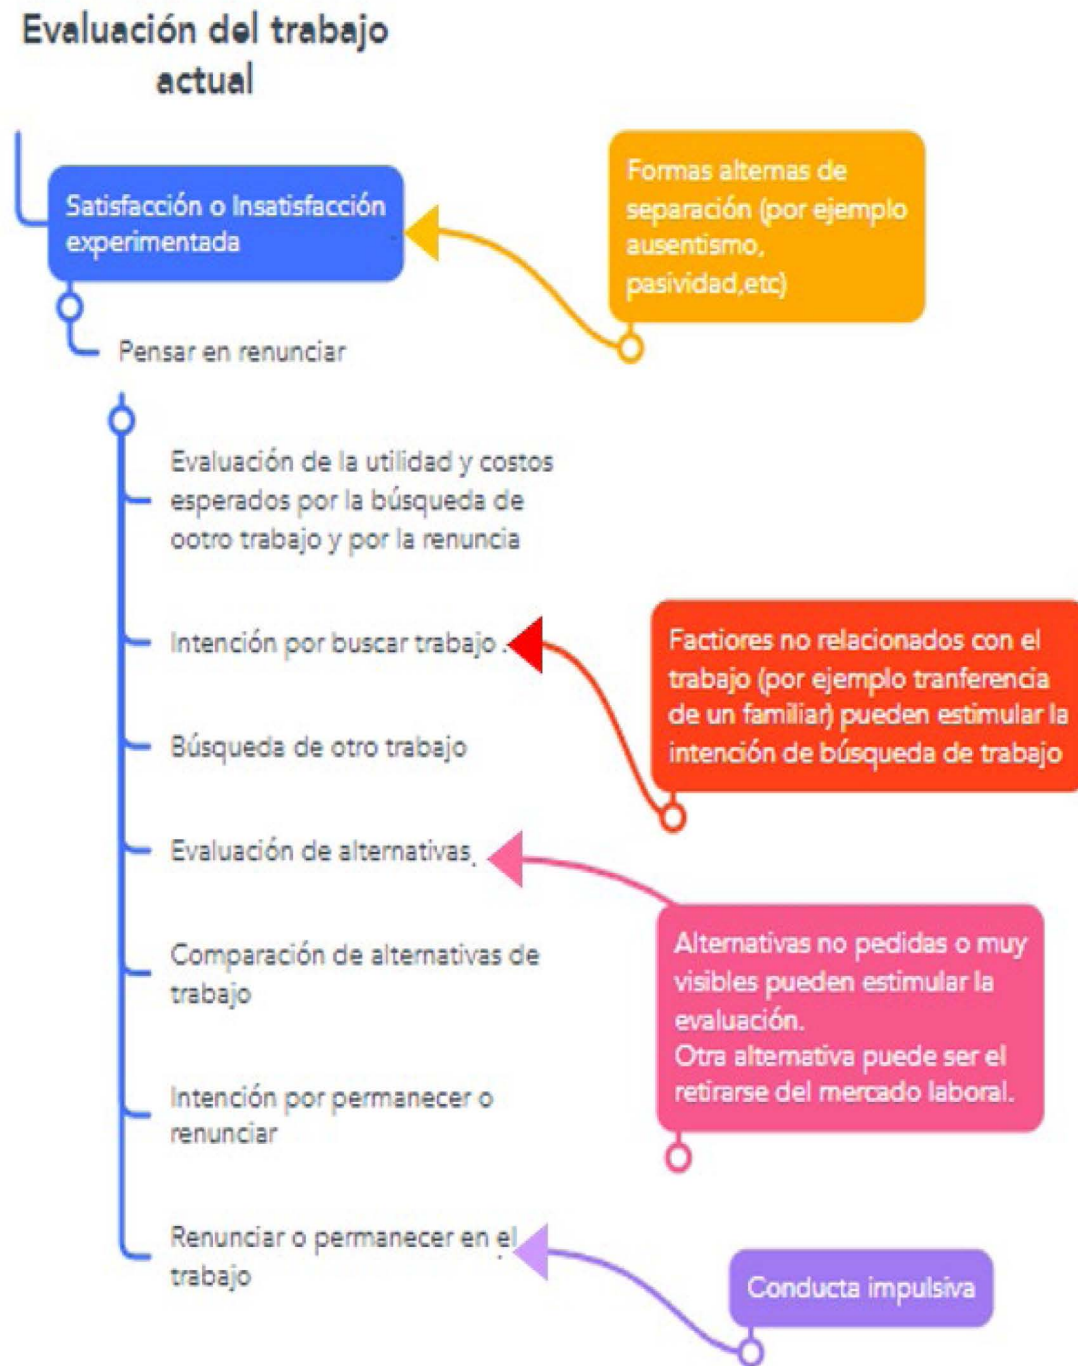 Evaluación del trabajo
actual
Satisfacción o Insatisfacción
experimentada
Formas alternas de
separación (por ejemplo
ausentismo,
pasividad,etc)
Pensar en renunciar
Evaluación de la utilidad y costos
esperados por la búsqueda de
ootro trabajo y por la renuncia
Intención por buscar trabajo .
Factiores no relacionados con el
trabajo (por ejemplo tranferencia
de un familiar) pueden estimular la
intención de búsqueda de trabajo
Búsqueda de otro trabajo
Evaluación de alternativas.
Alternativas no pedidas o muy
visibles pueden estimular la
evaluación.
Otra alternativa puede ser el
retirarse del mercado laboral.
Comparación de alternativas de
trabajo
Intención por permanecer o
renunciar
Renunciar o permanecer en el
trabajo
Conducta impulsiva